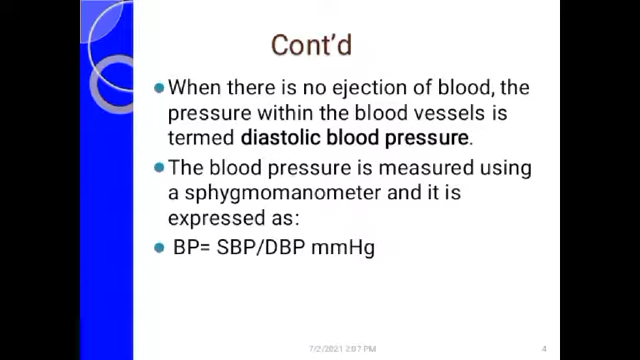 Cont'd
When there is no ejection of blood, the
pressure within the blood vessels is
termed diastolic blood pressure.
The blood pressure is measured using
a sphygmomanometer and it is
expressed as:
BP= SBP/DBP mmHg
7/2/2021 2:07 PM
4